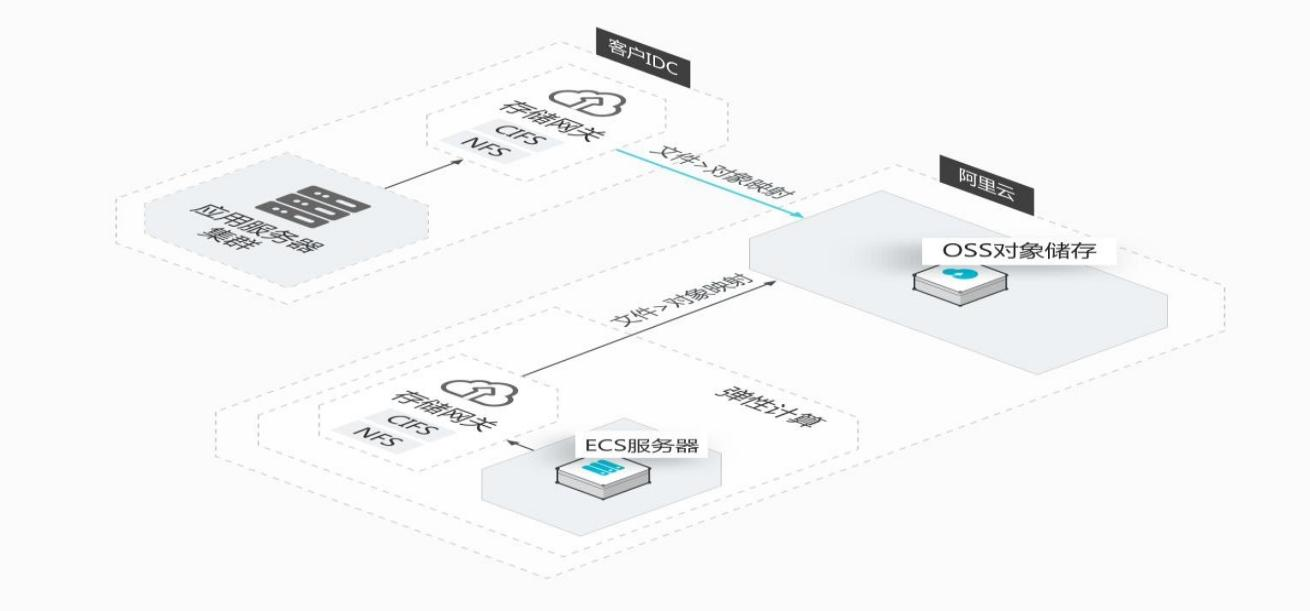 客户IDC
存储网关
CIFS
NFS
应用服务器
集群
文件>对象映射
阿里云
OSS对象储存
文件>对象映射
存储网关
CIFS
NFS
弹性计算
ECS服务器